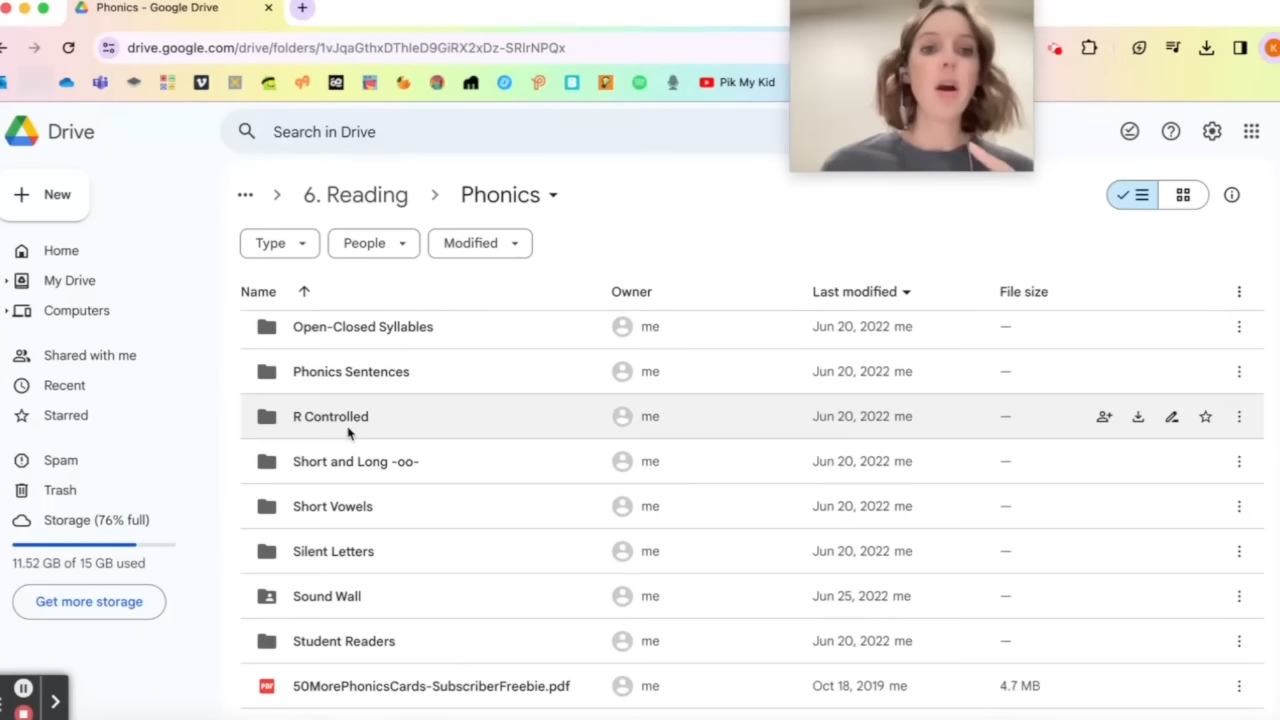 Phonics - Google Drive
drive.google.com/drive/folders/1vJqaGthxDThleD9GiRX2xDz-SRlrNPQx
K
Pik My Kid
Drive
Search in Drive
New
6. Reading
Phonics
Type
People
Modified
Home
My Drive
Computers
Shared with me
Recent
Starred
Spam
Trash
Storage (76% full)
11.52 GB of 15 GB used
Get more storage
Name Owner Last modified File size
Open-Closed Syllables me Jun 20, 2022 me —
Phonics Sentences me Jun 20, 2022 me —
R Controlled me Jun 20, 2022 me —
Short and Long -oo- me Jun 20, 2022 me —
Short Vowels me Jun 20, 2022 me —
Silent Letters me Jun 20, 2022 me —
Sound Wall me Jun 25, 2022 me —
Student Readers me Jun 20, 2022 me —
PDF 50MorePhonicsCards-SubscriberFreebie.pdf me Oct 18, 2019 me 4.7 MB